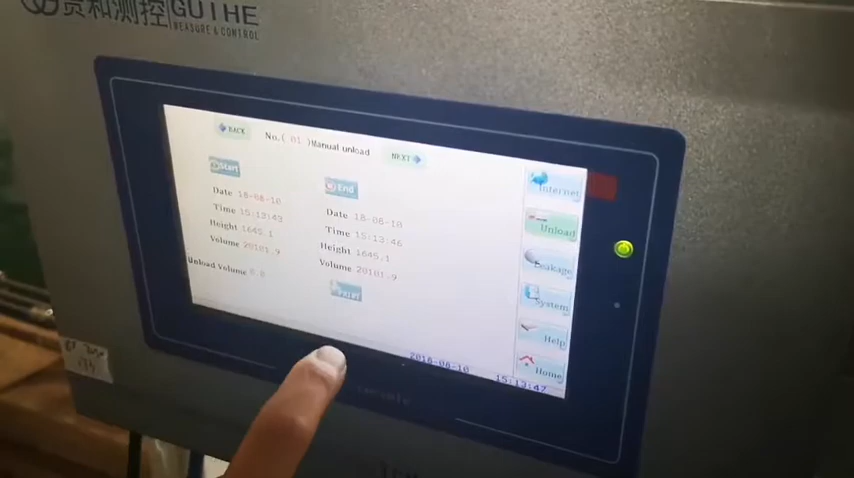 贵和测控 GUIHE
MEASURE & CONTROL
BACK
No.( 01 )Manual unload
NEXT
Start
End
Date 18-08-10
Date 18-08-10
Time 15:13:43
Time 15:13:46
Height 1645.1
Height 1645.1
Volume 20101.9
Volume 20101.9
Unload Volume 0.0
Print
Internet
Unload
Leakage
System
Help
Home
2018-08-10
15:13:47